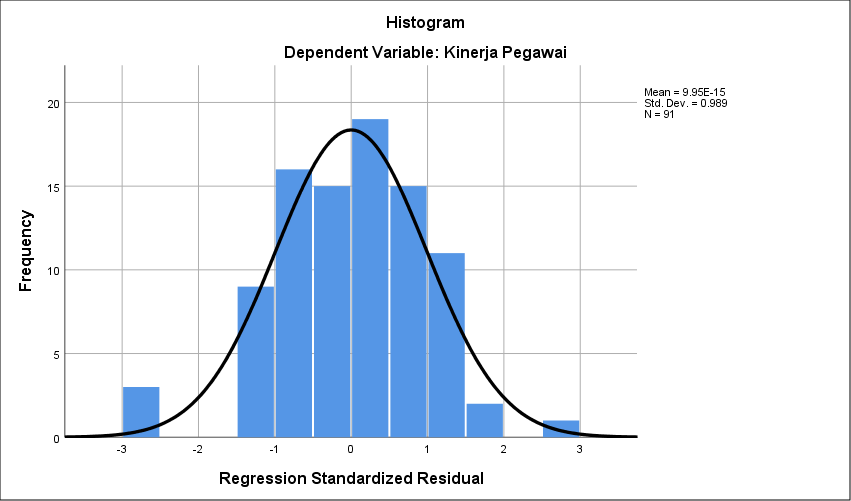 Histogram
Dependent Variable: Kinerja Pegawai
Mean = 9.95E-15
Std. Dev. = 0.989
N = 91
Frequency
20
15
10
5
0
-3 -2 -1 0 1 2 3
Regression Standardized Residual